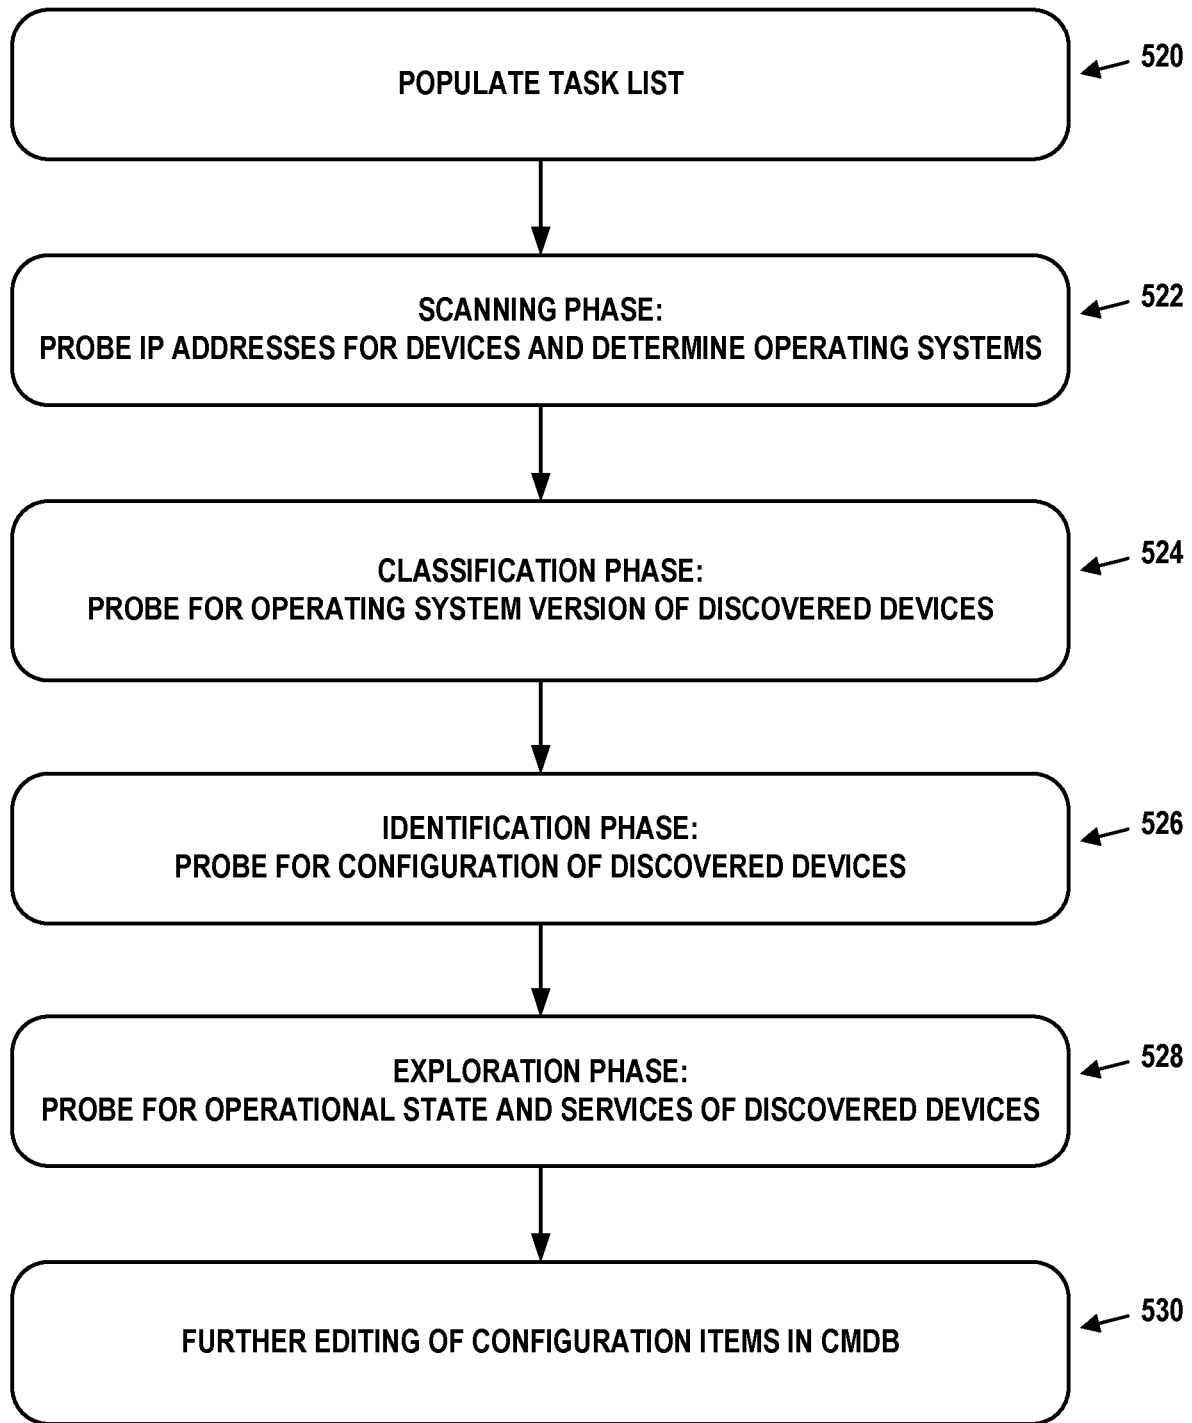 POPULATE TASK LIST
520
SCANNING PHASE:
PROBE IP ADDRESSES FOR DEVICES AND DETERMINE OPERATING SYSTEMS
522
CLASSIFICATION PHASE:
PROBE FOR OPERATING SYSTEM VERSION OF DISCOVERED DEVICES
524
IDENTIFICATION PHASE:
PROBE FOR CONFIGURATION OF DISCOVERED DEVICES
526
EXPLORATION PHASE:
PROBE FOR OPERATIONAL STATE AND SERVICES OF DISCOVERED DEVICES
528
FURTHER EDITING OF CONFIGURATION ITEMS IN CMDB
530